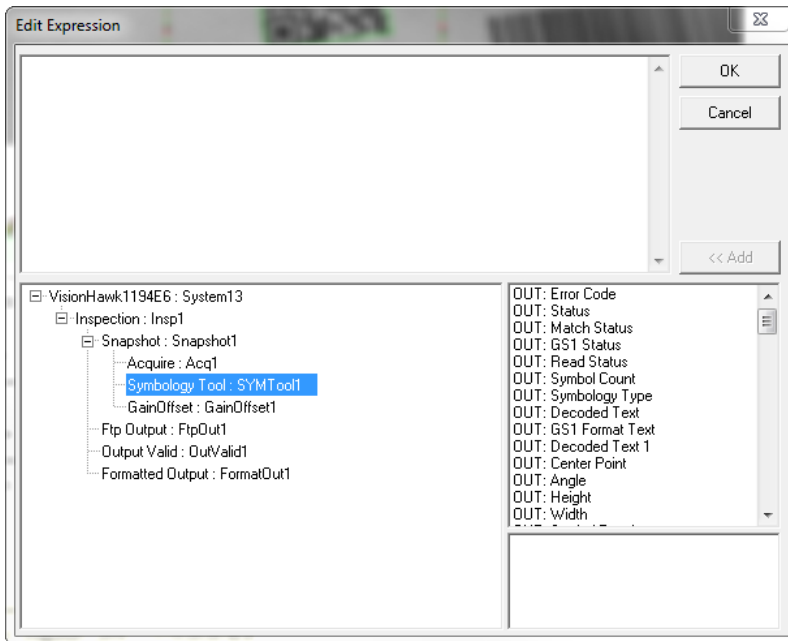 Edit Expression
OK
Cancel
<< Add
VisionHawk1194E6 : System13
Inspection : Insp1
Snapshot : Snapshot1
Acquire : Acq1
Symbology Tool : SYMTool1
GainOffset : GainOffset1
Ftp Output : FtpOut1
Output Valid : OutValid1
Formatted Output : FormatOut1
OUT: Error Code
OUT: Status
OUT: Match Status
OUT: GS1 Status
OUT: Read Status
OUT: Symbol Count
OUT: Symbology Type
OUT: Decoded Text
OUT: GS1 Format Text
OUT: Decoded Text 1
OUT: Center Point
OUT: Angle
OUT: Height
OUT: Width